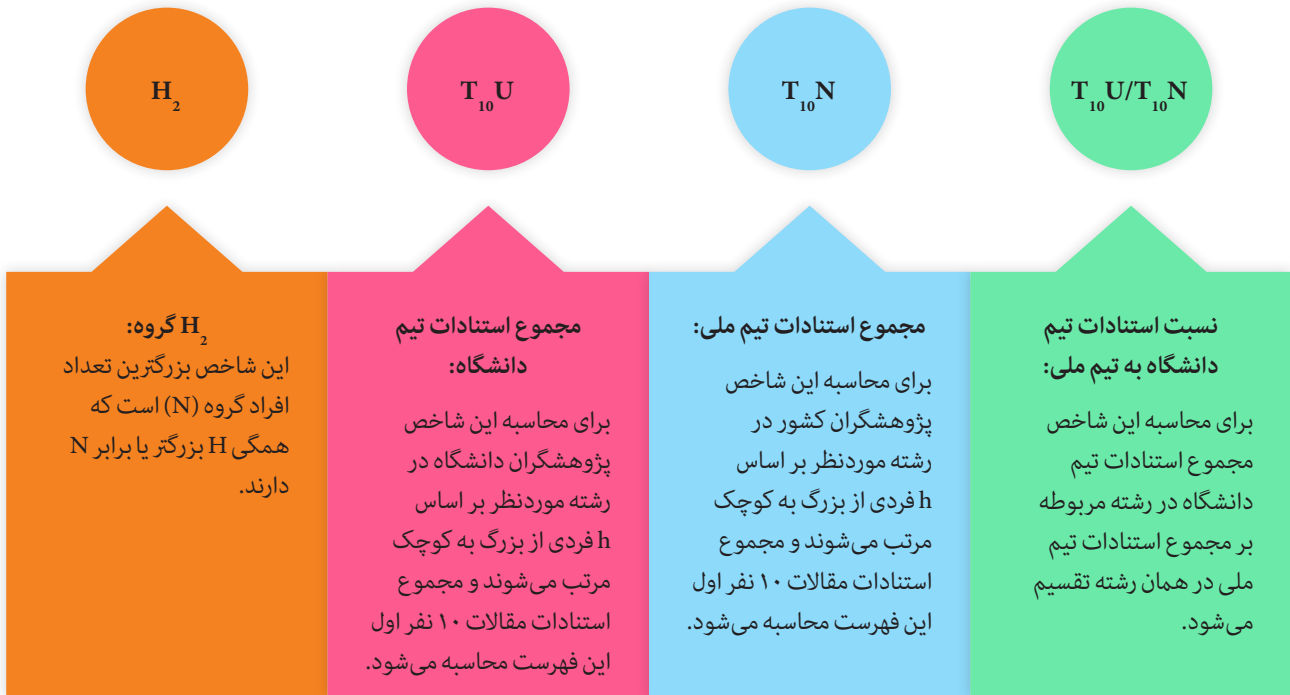 T10U/T10N
T10N
T10U
H2
نسبت استنادات تیم
دانشگاه به تیم ملی:
برای محاسبه این شاخص
مجموع استنادات تیم
دانشگاه در رشته مربوطه
بر مجموع استنادات تیم
ملی در همان رشته تقسیم
می‌شود.
مجموع استنادات تیم ملی:
برای محاسبه این شاخص
پژوهشگران کشور در
رشته موردنظر بر اساس
h فردی از بزرگ به کوچک
مرتب می‌شوند و مجموع
استنادات مقالات ۱۰ نفر اول
این فهرست محاسبه می‌شود.
مجموع استنادات تیم
دانشگاه:
برای محاسبه این شاخص
پژوهشگران دانشگاه در
رشته موردنظر بر اساس
h فردی از بزرگ به کوچک
مرتب می‌شوند و مجموع
استنادات مقالات ۱۰ نفر اول
این فهرست محاسبه می‌شود.
H2 گروه:
این شاخص بزرگترین تعداد
افراد گروه (N) است که
همگی H بزرگتر یا برابر N
دارند.